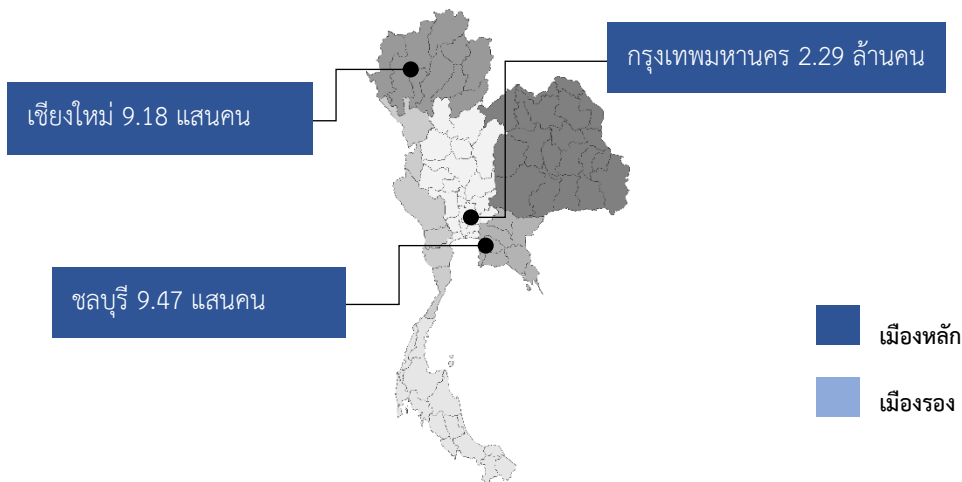 กรุงเทพมหานคร 2.29 ล้านคน
เชียงใหม่ 9.18 แสนคน
ชลบุรี 9.47 แสนคน
เมืองหลัก
เมืองรอง